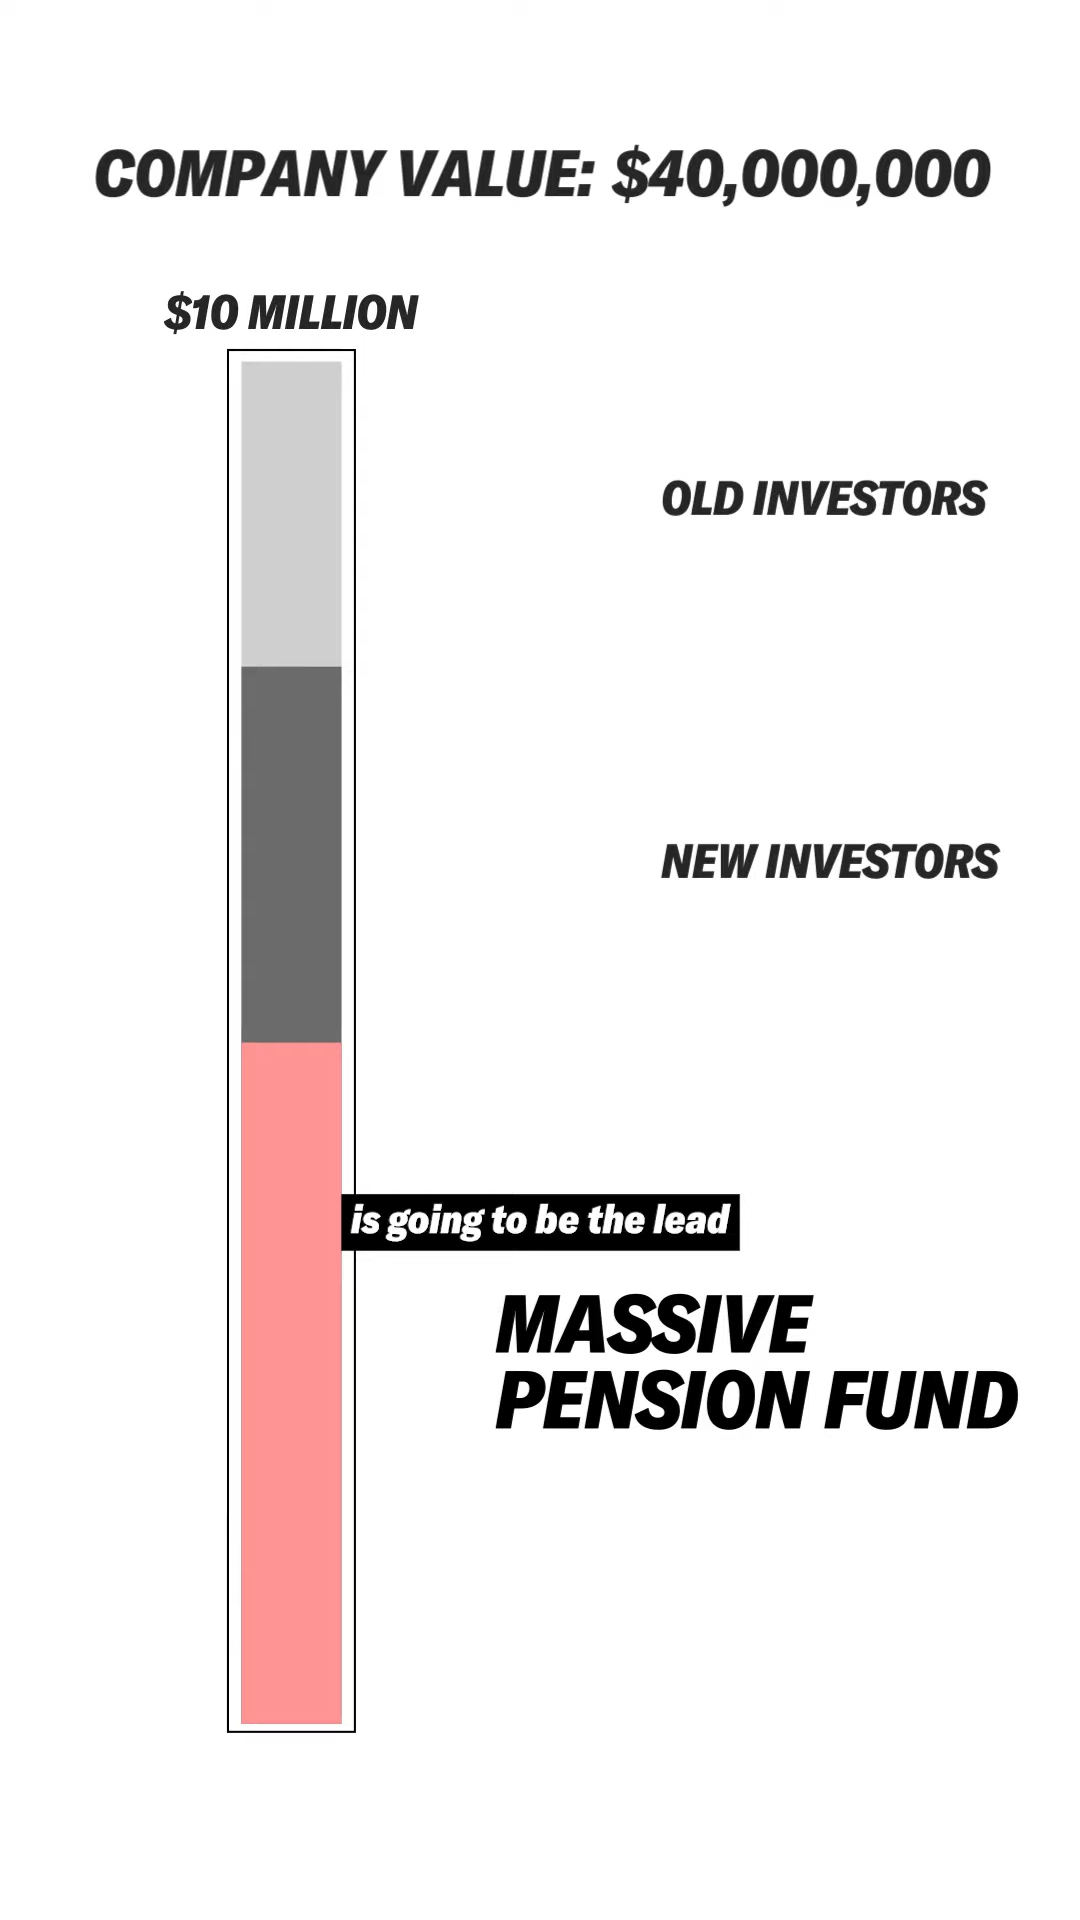 COMPANY VALUE: $40,000,000
$10 MILLION
OLD INVESTORS
NEW INVESTORS
is going to be the lead
MASSIVE
PENSION FUND